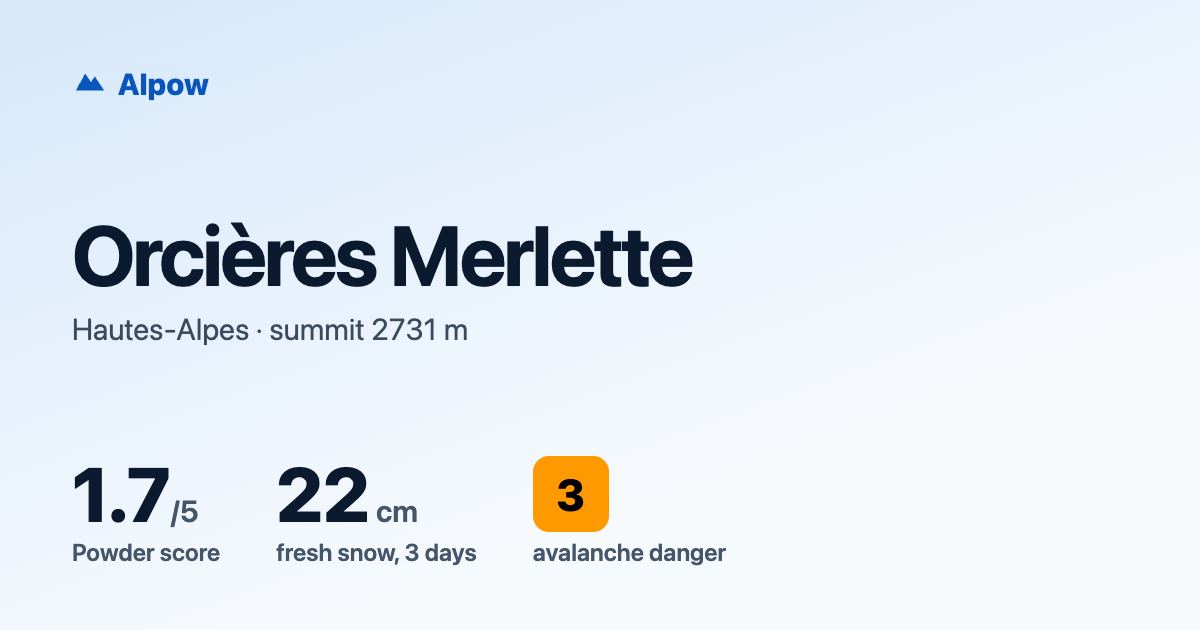 Alpow
Orcières Merlette
Hautes-Alpes · summit 2731 m
1.7/5
Powder score
22 cm
fresh snow, 3 days
3
avalanche danger